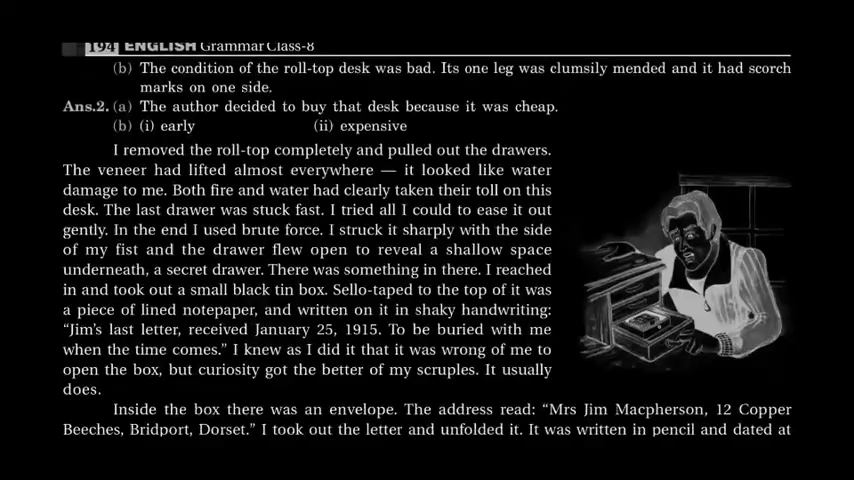 194 ENGLISH Grammar Class-8
(b) The condition of the roll-top desk was bad. Its one leg was clumsily mended and it had scorch
marks on one side.
Ans.2. (a) The author decided to buy that desk because it was cheap.
(b) (i) early (ii) expensive
I removed the roll-top completely and pulled out the drawers.
The veneer had lifted almost everywhere — it looked like water
damage to me. Both fire and water had clearly taken their toll on this
desk. The last drawer was stuck fast. I tried all I could to ease it out
gently. In the end I used brute force. I struck it sharply with the side
of my fist and the drawer flew open to reveal a shallow space
underneath, a secret drawer. There was something in there. I reached
in and took out a small black tin box. Sello-taped to the top of it was
a piece of lined notepaper, and written on it in shaky handwriting:
“Jim’s last letter, received January 25, 1915. To be buried with me
when the time comes.” I knew as I did it that it was wrong of me to
open the box, but curiosity got the better of my scruples. It usually
does.
Inside the box there was an envelope. The address read: “Mrs Jim Macpherson, 12 Copper
Beeches, Bridport, Dorset.” I took out the letter and unfolded it. It was written in pencil and dated at